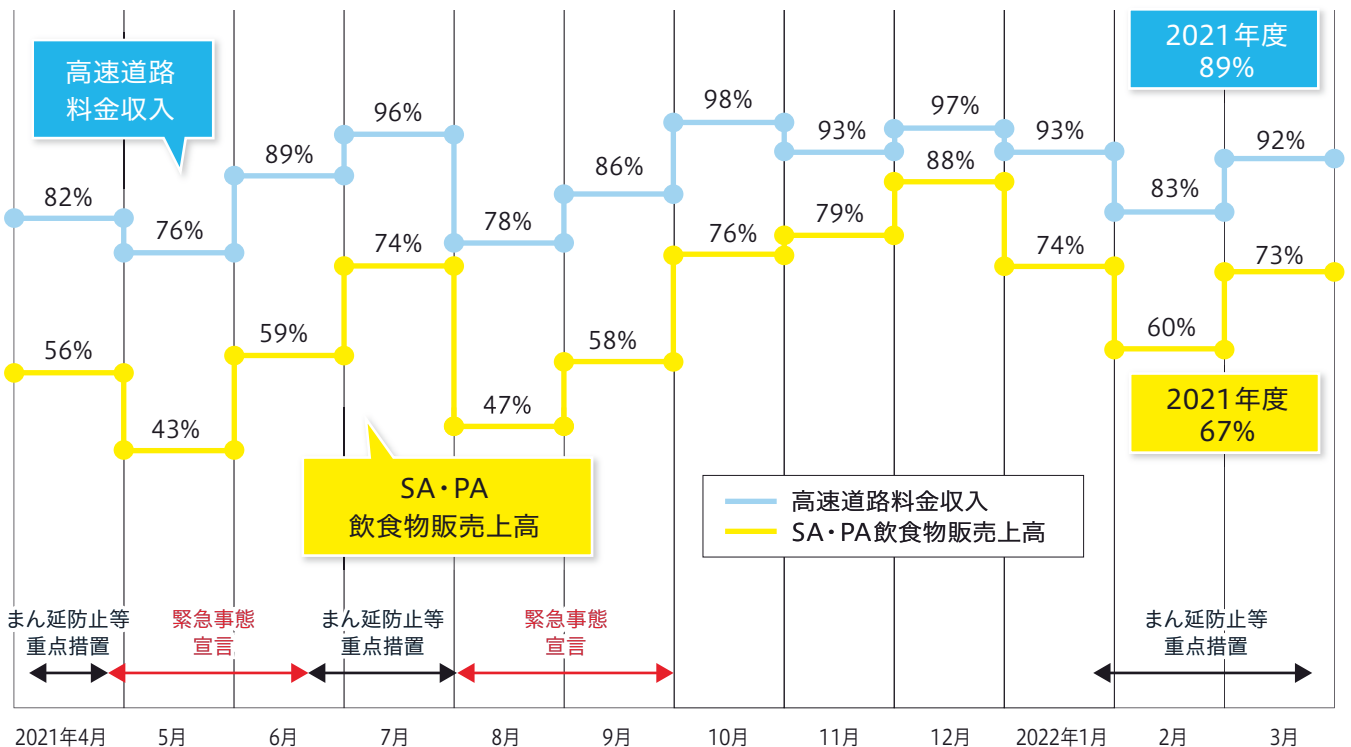 高速道路
料金収入
2021年度
89%
82%
76%
89%
96%
78%
86%
98%
93%
97%
93%
83%
92%
56%
43%
59%
74%
47%
58%
76%
79%
88%
74%
60%
73%
SA・PA
飲食物販売上高
2021年度
67%
高速道路料金収入
SA・PA飲食物販売上高
まん延防止等
重点措置
緊急事態
宣言
まん延防止等
重点措置
緊急事態
宣言
まん延防止等
重点措置
2021年4月
5月
6月
7月
8月
9月
10月
11月
12月
2022年1月
2月
3月